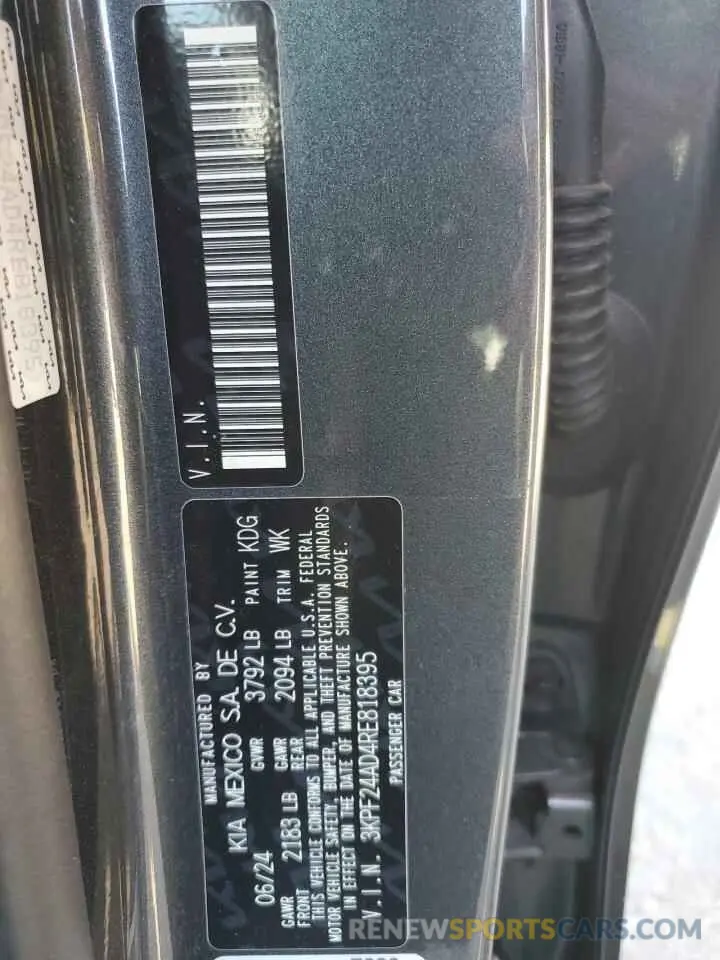 V.I.N.
MANUFACTURED BY
KIA MEXICO S.A. DE C.V.
06/24 GVWR 3792 LB PAINT KDG
GAWR FRONT 2183 LB GAWR REAR 2094 LB TRIM WK
THIS VEHICLE CONFORMS TO ALL APPLICABLE U.S.A. FEDERAL
MOTOR VEHICLE SAFETY, BUMPER, AND THEFT PREVENTION STANDARDS
IN EFFECT ON THE DATE OF MANUFACTURE SHOWN ABOVE.
V.I.N. 3KPF24AD4RE818395
PASSENGER CAR
RENEWSPORTSCARS.COM